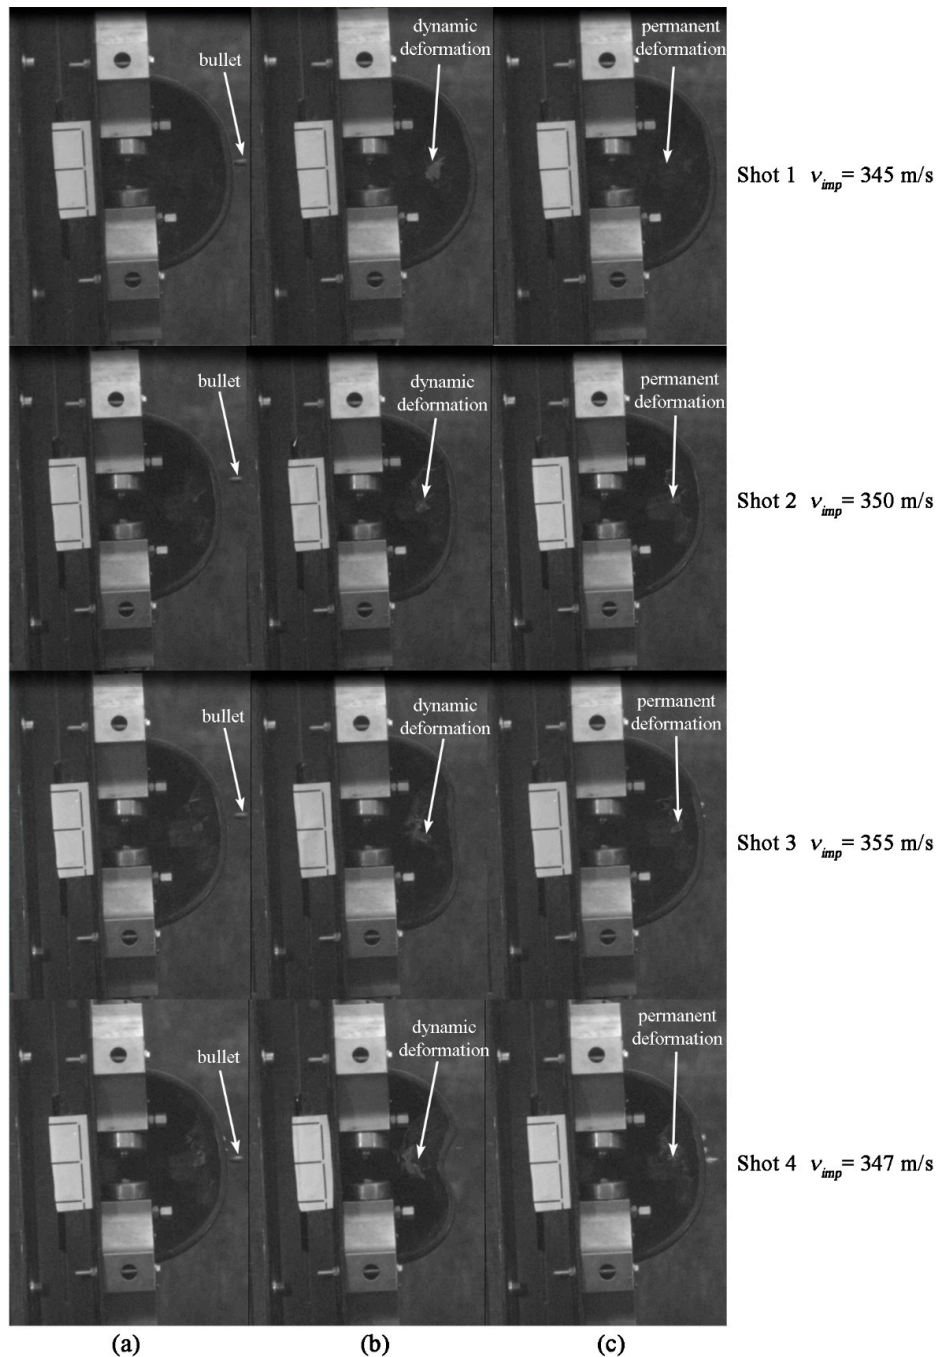 bullet
dynamic
deformation
permanent
deformation
Shot 1 v_imp= 345 m/s
bullet
dynamic
deformation
permanent
deformation
Shot 2 v_imp= 350 m/s
bullet
dynamic
deformation
permanent
deformation
Shot 3 v_imp= 355 m/s
bullet
dynamic
deformation
permanent
deformation
Shot 4 v_imp= 347 m/s
(a)
(b)
(c)